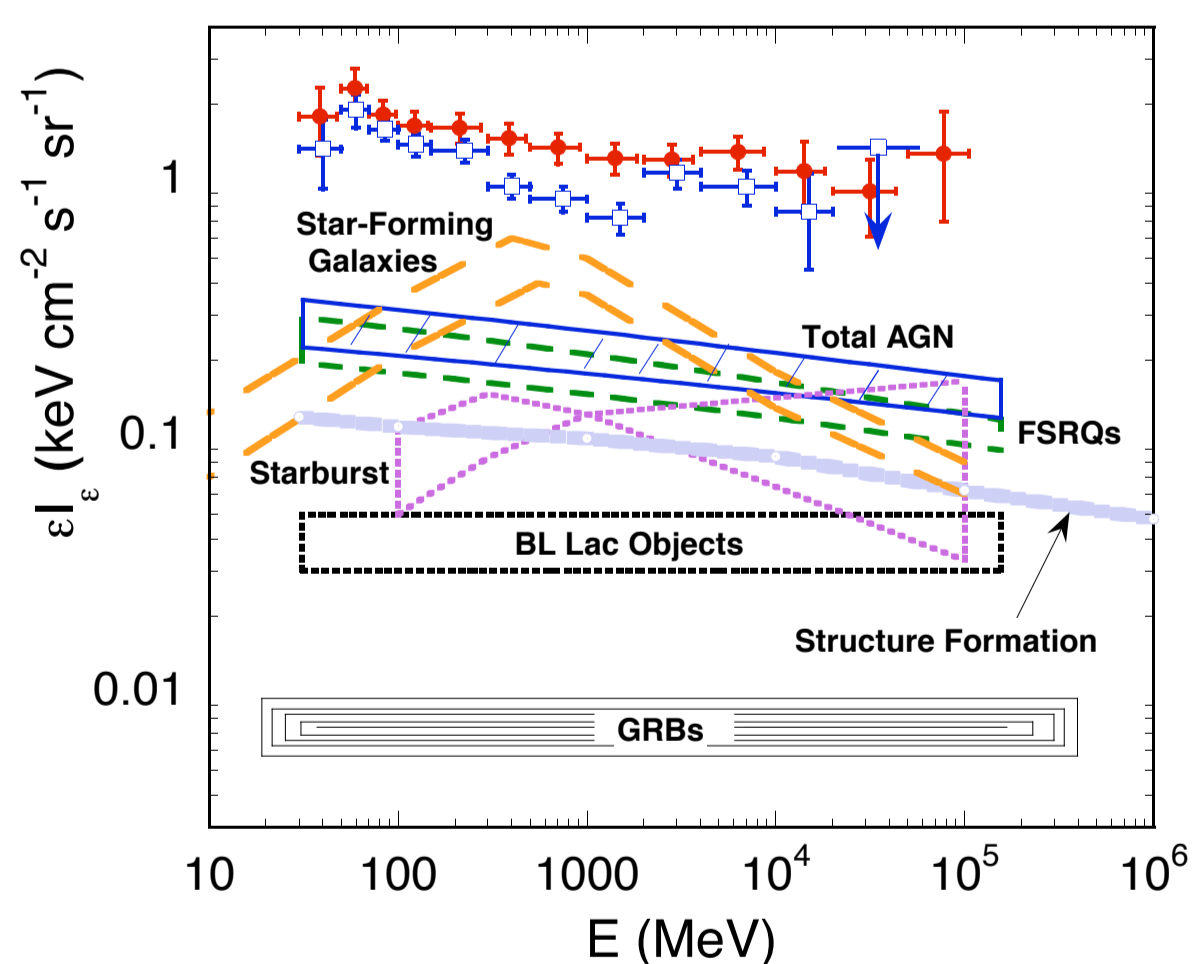 εI_ε (keV cm^-2 s^-1 sr^-1)
1
0.1
0.01
Star-Forming
Galaxies
Total AGN
FSRQs
Starburst
BL Lac Objects
Structure Formation
GRBs
10 100 1000 10^4 10^5 10^6
E (MeV)